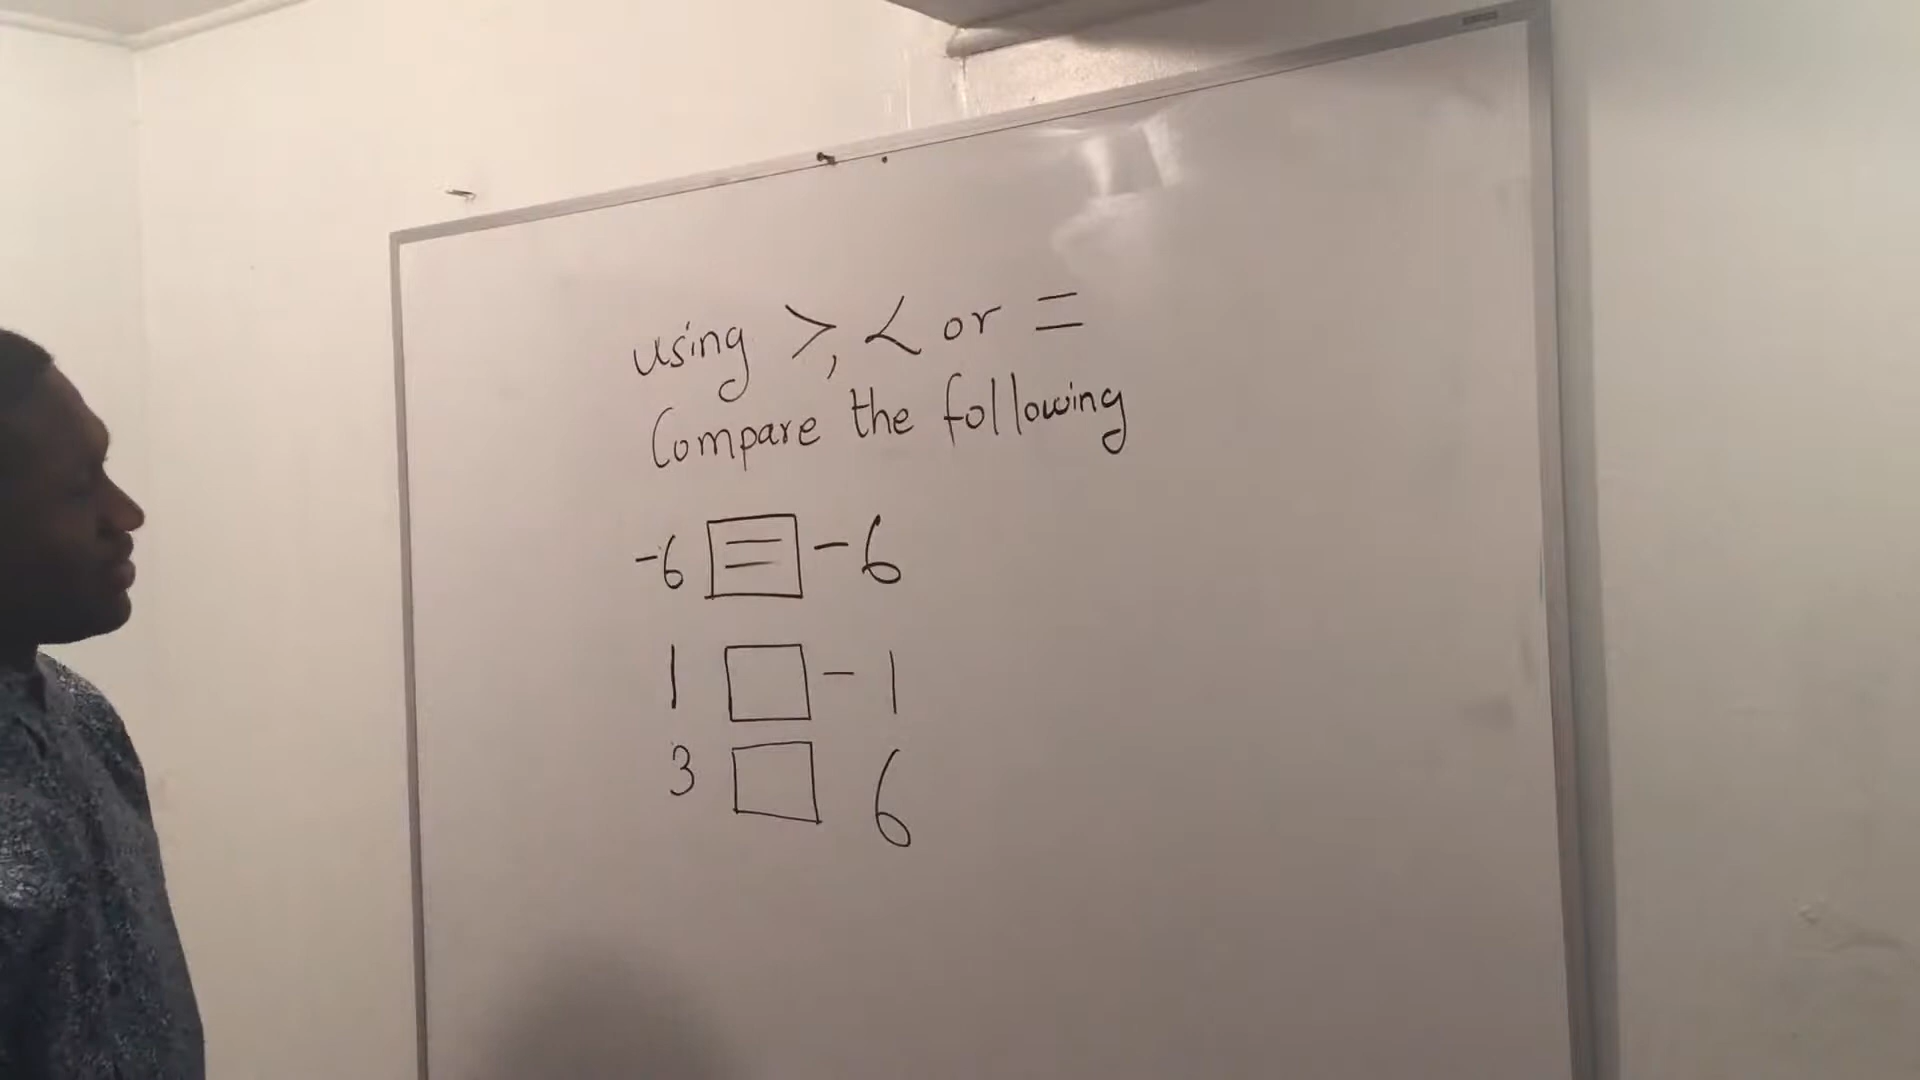 using >, < or =
Compare the following
-6 = -6
1 □ -1
3 □ 6